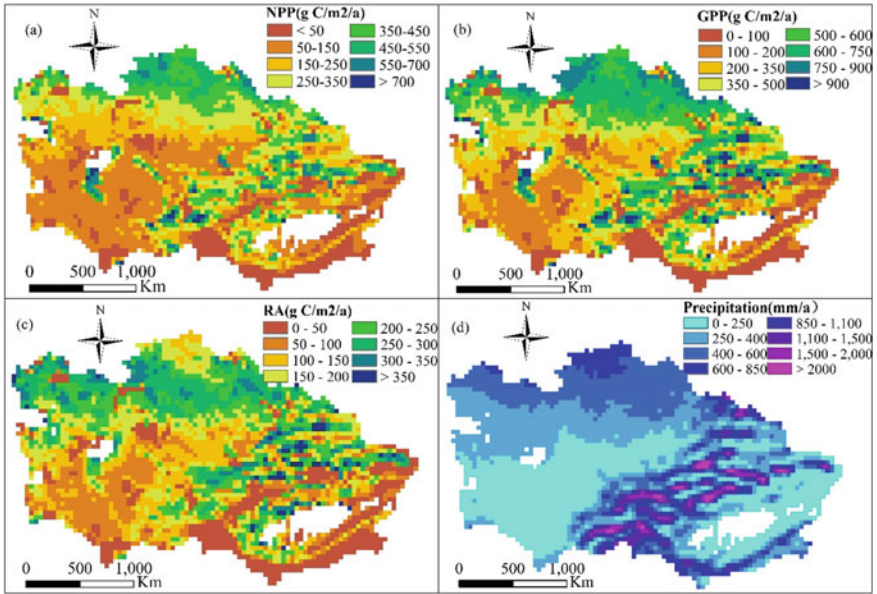 (a)
N
NPP(g C/m2/a)
< 50
50-150
150-250
250-350
350-450
450-550
550-700
> 700
0 500 1,000
Km
(b)
N
GPP(g C/m2/a)
0 - 100
100 - 200
200 - 350
350 - 500
500 - 600
600 - 750
750 - 900
> 900
0 500 1,000
Km
(c)
N
RA(g C/m2/a)
0 - 50
50 - 100
100 - 150
150 - 200
200 - 250
250 - 300
300 - 350
> 350
0 500 1,000
Km
(d)
N
Precipitation(mm/a）
0 - 250
250 - 400
400 - 600
600 - 850
850 - 1,100
1,100 - 1,500
1,500 - 2,000
> 2000
0 500 1,000
Km